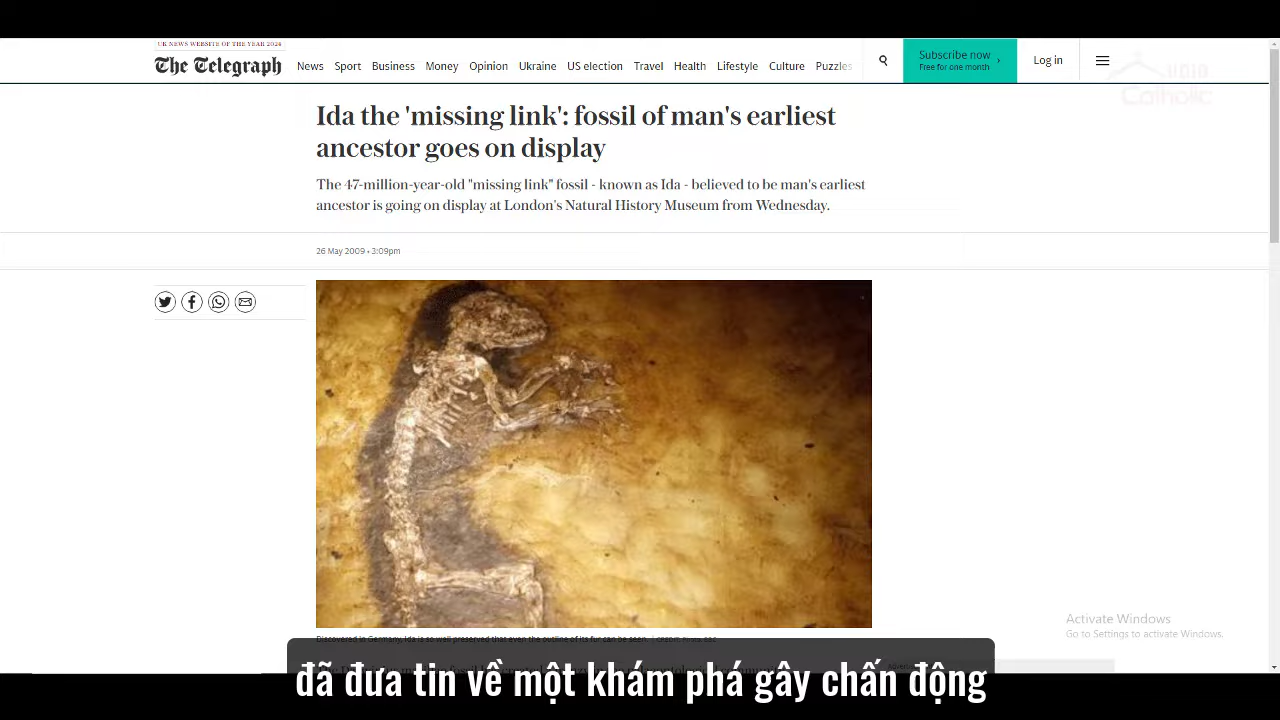 UK NEWS WEBSITE OF THE YEAR 2024
The Telegraph
News Sport Business Money Opinion Ukraine US election Travel Health Lifestyle Culture Puzzles
Subscribe now
Free for one month
Log in
Catholic
Ida the 'missing link': fossil of man's earliest
ancestor goes on display
The 47-million-year-old "missing link" fossil - known as Ida - believed to be man's earliest
ancestor is going on display at London's Natural History Museum from Wednesday.
26 May 2009 • 3:09pm
Discovered in Germany, Ida is so well preserved that even the outline of its fur can be seen.
Activate Windows
Go to Settings to activate Windows.
đã đưa tin về một khám phá gây chấn động